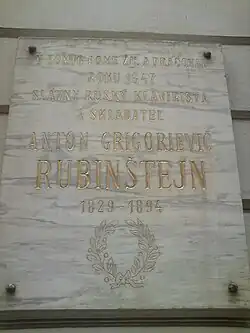 V TOMTO DOME ŽIL A PRACOVAL
ROKU 1847
SLÁVNY RUSKÝ KLAVIRISTA
A SKLADATEĽ
ANTON GRIGORIEVIČ
RUBINŠTEJN
1829-1894